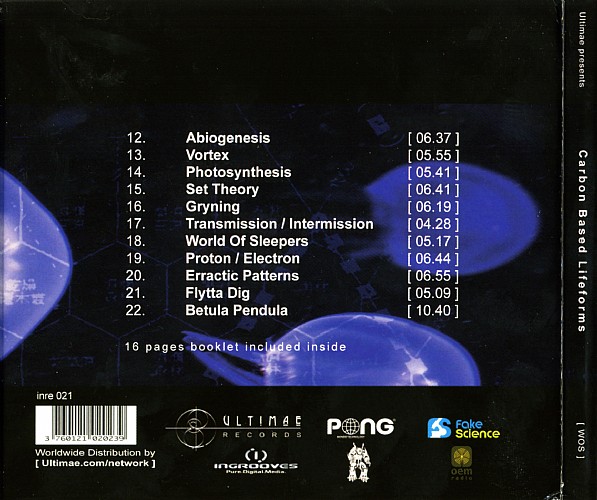 12. Abiogenesis [ 06.37 ]
13. Vortex [ 05.55 ]
14. Photosynthesis [ 05.41 ]
15. Set Theory [ 06.41 ]
16. Gryning [ 06.19 ]
17. Transmission / Intermission [ 04.28 ]
18. World Of Sleepers [ 05.17 ]
19. Proton / Electron [ 06.44 ]
20. Erractic Patterns [ 06.55 ]
21. Flytta Dig [ 05.09 ]
22. Betula Pendula [ 10.40 ]
16 pages booklet included inside
inre 021
3 760121 020239
Worldwide Distribution by
[ Ultimae.com/network ]
ULTIMAE
RECORDS
INGROOVES
Pure.Digital.Media.
PONG
Fake
Science
oem
radio
Ultimae presents
Carbon Based Lifeforms
[ WOS ]